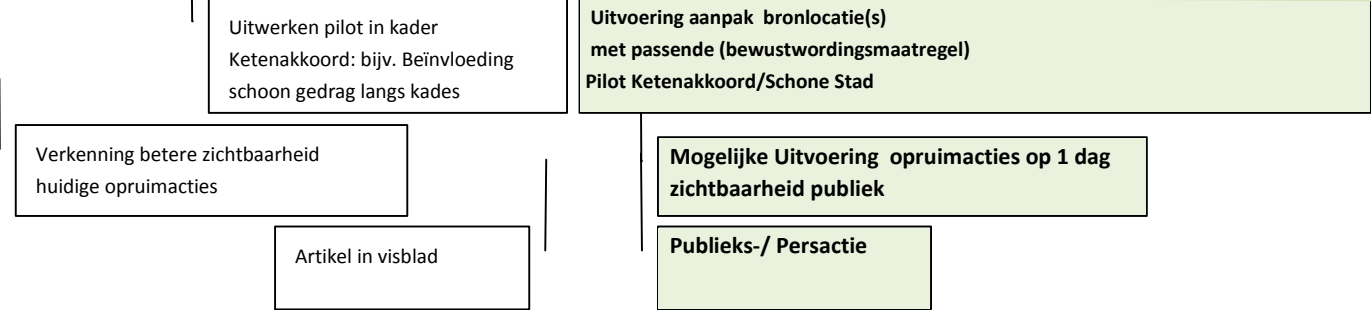 Uitwerken pilot in kader
Ketenakkoord: bijv. Beïnvloeding
schoon gedrag langs kades
Uitvoering aanpak bronlocatie(s)
met passende (bewustwordingsmaatregel)
Pilot Ketenakkoord/Schone Stad
Verkenning betere zichtbaarheid
huidige opruimacties
Mogelijke Uitvoering opruimacties op 1 dag
zichtbaarheid publiek
Artikel in visblad
Publieks-/ Persactie